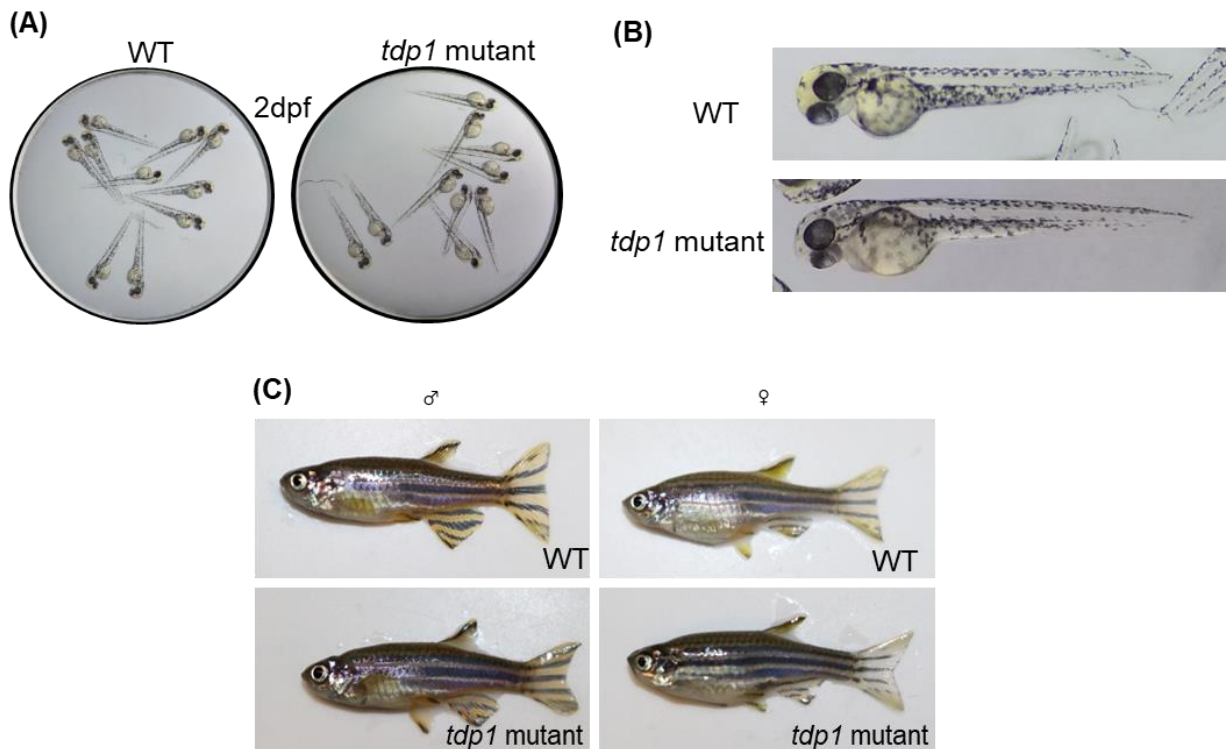 (A)
WT
tdp1 mutant
2dpf
(B)
WT
tdp1 mutant
(C)
♂
♀
WT
WT
tdp1 mutant
tdp1 mutant